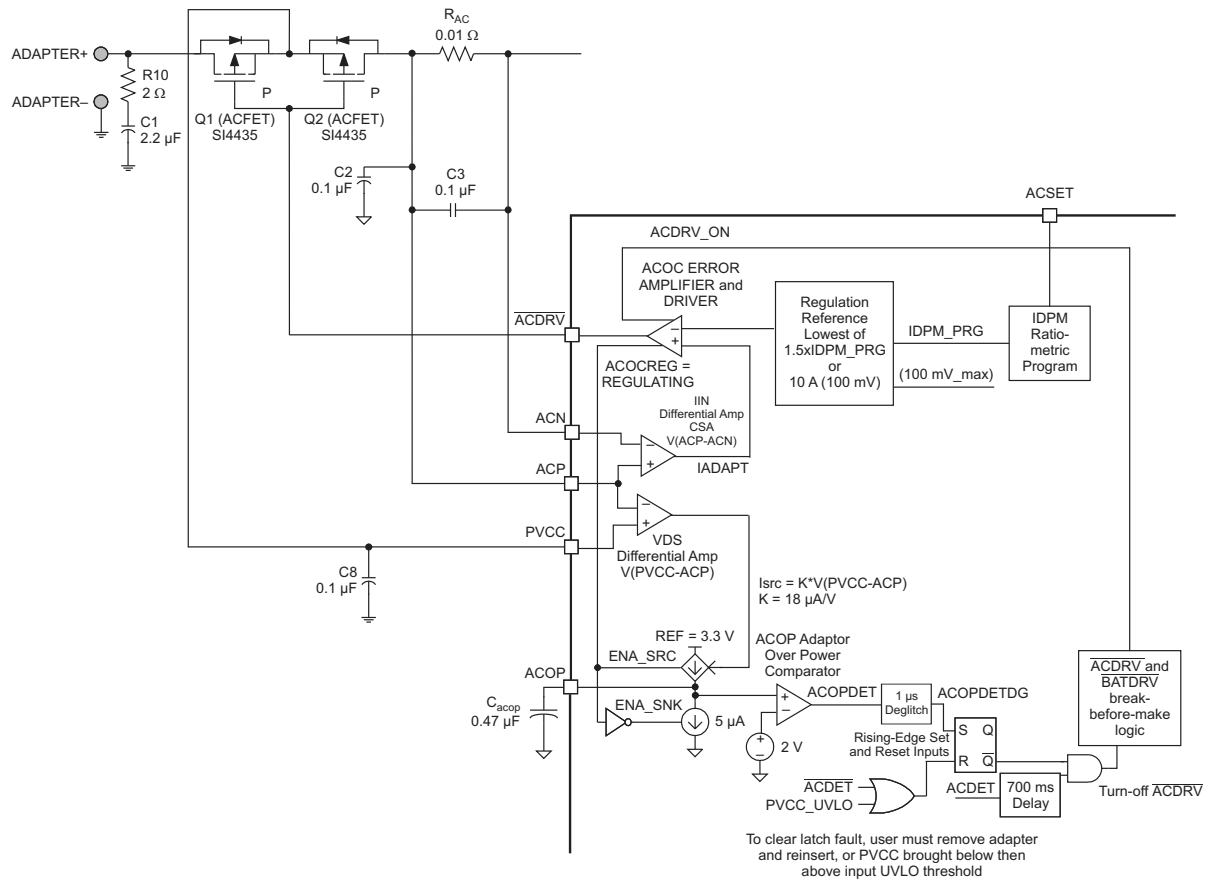 R_AC
0.01 Ω
ADAPTER+
R10
2 Ω
P
P
ADAPTER–
C1
2.2 µF
Q1 (ACFET)
SI4435
Q2 (ACFET)
SI4435
C2
0.1 µF
C3
0.1 µF
ACSET
ACDRV_ON
ACOC ERROR
AMPLIFIER and
DRIVER
Regulation
Reference
Lowest of
1.5xIDPM_PRG
or
10 A (100 mV)
IDPM_PRG
(100 mV_max)
IDPM
Ratio-
metric
Program
ACDRV
–
+
ACOCREG =
REGULATING
IIN
Differential Amp
CSA
V(ACP-ACN)
ACN
–
+
IADAPT
ACP
–
+
PVCC
VDS
Differential Amp
V(PVCC-ACP)
C8
0.1 µF
Isrc = K*V(PVCC-ACP)
K = 18 µA/V
REF = 3.3 V
ENA_SRC
ACOP Adaptor
Over Power
Comparator
ACOP
C_acop
0.47 µF
ENA_SNK
5 µA
+
–
ACOPDET
1 µs
Deglitch
ACOPDETDG
ACDRV and
BATDRV
break-
before-make
logic
+
–
2 V
Rising-Edge Set
and Reset Inputs
S Q
R Q
ACDET
PVCC_UVLO
ACDET
700 ms
Delay
Turn-off ACDRV
To clear latch fault, user must remove adapter
and reinsert, or PVCC brought below then
above input UVLO threshold